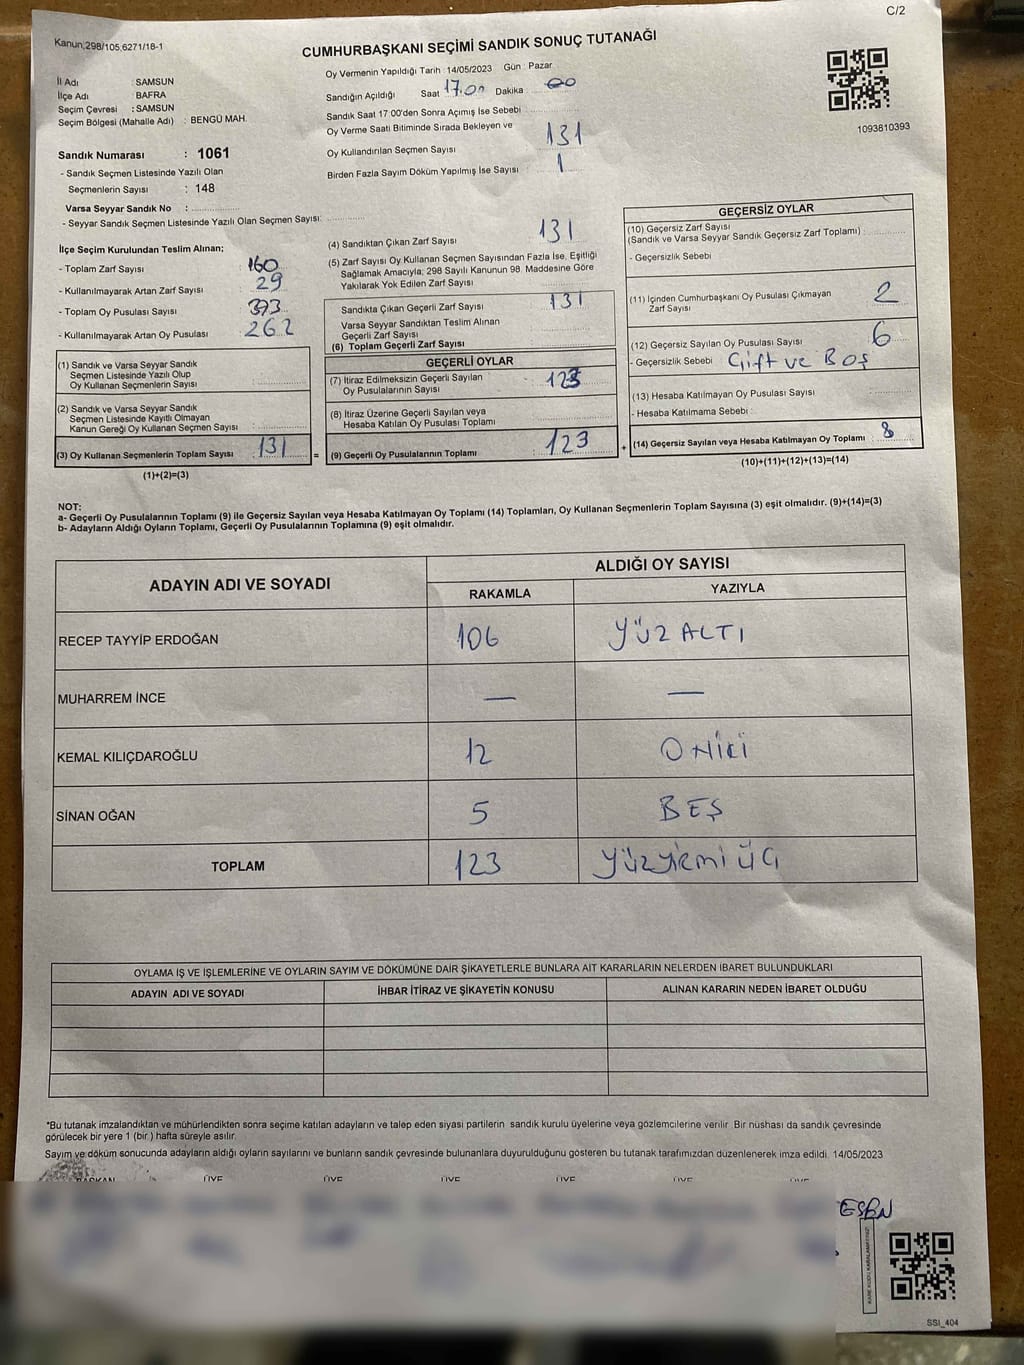 C/2
Kanun;298/105,6271/18-1
CUMHURBAŞKANI SEÇİMİ SANDIK SONUÇ TUTANAĞI
İl Adı : SAMSUN
İlçe Adı : BAFRA
Seçim Çevresi : SAMSUN
Seçim Bölgesi (Mahalle Adı) : BENGÜ MAH.
Oy Vermenin Yapıldığı Tarih : 14/05/2023 Gün : Pazar
Sandığın Açıldığı Saat 17.00 Dakika : 00
Sandık Saat 17:00'den Sonra Açımış İse Sebebi
Oy Verme Saati Bitiminde Sırada Bekleyen ve
Oy Kullandırılan Seçmen Sayısı 131
Birden Fazla Sayım Döküm Yapılmış İse Sayısı 1
1093810393
Sandık Numarası : 1061
- Sandık Seçmen Listesinde Yazılı Olan
Seçmenlerin Sayısı : 148
Varsa Seyyar Sandık No :
- Seyyar Sandık Seçmen Listesinde Yazılı Olan Seçmen Sayısı:
İlçe Seçim Kurulundan Teslim Alınan:
- Toplam Zarf Sayısı 160
- Kullanılmayarak Artan Zarf Sayısı 29
- Toplam Oy Pusulası Sayısı 393
- Kullanılmayarak Artan Oy Pusulası 262
(1) Sandık ve Varsa Seyyar Sandık
Seçmen Listesinde Yazılı Olup
Oy Kullanan Seçmenlerin Sayısı :
(2) Sandık ve Varsa Seyyar Sandık
Seçmen Listesinde Kayıtlı Olmayan
Kanun Gereği Oy Kullanan Seçmen Sayısı :
(3) Oy Kullanan Seçmenlerin Toplam Sayısı : 131
(1)+(2)=(3)
=
(4) Sandıktan Çıkan Zarf Sayısı 131
(5) Zarf Sayısı Oy Kullanan Seçmen Sayısından Fazla İse, Eşitliği
Sağlamak Amacıyla; 298 Sayılı Kanunun 98. Maddesine Göre
Yakılarak Yok Edilen Zarf Sayısı :
Sandıkta Çıkan Geçerli Zarf Sayısı : 131
Varsa Seyyar Sandıktan Teslim Alınan
Geçerli Zarf Sayısı
(6) Toplam Geçerli Zarf Sayısı
GEÇERLİ OYLAR
(7) İtiraz Edilmeksizin Geçerli Sayılan
Oy Pusulalarının Sayısı : 123
(8) İtiraz Üzerine Geçerli Sayılan veya
Hesaba Katılan Oy Pusulası Toplamı :
(9) Geçerli Oy Pusulalarının Toplamı : 123
+
GEÇERSİZ OYLAR
(10) Geçersiz Zarf Sayısı
(Sandık ve Varsa Seyyar Sandık Geçersiz Zarf Toplamı) :
- Geçersizlik Sebebi
(11) İçinden Cumhurbaşkanı Oy Pusulası Çıkmayan
Zarf Sayısı : 2
(12) Geçersiz Sayılan Oy Pusulası Sayısı : 6
- Geçersizlik Sebebi : Çift ve Boş
(13) Hesaba Katılmayan Oy Pusulası Sayısı :
- Hesaba Katılmama Sebebi :
(14) Geçersiz Sayılan veya Hesaba Katılmayan Oy Toplamı : 8
(10)+(11)+(12)+(13)=(14)
NOT:
a- Geçerli Oy Pusulalarının Toplamı (9) ile Geçersiz Sayılan veya Hesaba Katılmayan Oy Toplamı (14) Toplamları, Oy Kullanan Seçmenlerin Toplam Sayısına (3) eşit olmalıdır. (9)+(14)=(3)
b- Adayların Aldığı Oyların Toplamı, Geçerli Oy Pusulalarının Toplamına (9) eşit olmalıdır.
ADAYIN ADI VE SOYADI
ALDIĞI OY SAYISI
RAKAMLA YAZIYLA
RECEP TAYYİP ERDOĞAN 106 YÜZ ALTI
MUHARREM İNCE — —
KEMAL KILIÇDAROĞLU 12 ONİKİ
SİNAN OĞAN 5 BEŞ
TOPLAM 123 Yüzyirmi üç
OYLAMA İŞ VE İŞLEMLERİNE VE OYLARIN SAYIM VE DÖKÜMÜNE DAİR ŞİKAYETLERLE BUNLARA AİT KARARLARIN NELERDEN İBARET BULUNDUKLARI
ADAYIN ADI VE SOYADI İHBAR İTİRAZ VE ŞİKAYETİN KONUSU ALINAN KARARIN NEDEN İBARET OLDUĞU
*Bu tutanak imzalandıktan ve mühürlendikten sonra seçime katılan adayların ve talep eden siyasi partilerin sandık kurulu üyelerine veya gözlemcilerine verilir. Bir nüshası da sandık çevresinde
görülecek bir yere 1 (bir ) hafta süreyle asılır.
Sayım ve döküm sonucunda adayların aldığı oyların sayılarını ve bunların sandık çevresinde bulunanlara duyurulduğunu gösteren bu tutanak tarafımızdan düzenlenerek imza edildi. 14/05/2023
BAŞKAN ÜYE ÜYE ÜYE ÜYE ÜYE
KARE KODU KARALAMAYINIZ
SSI_404